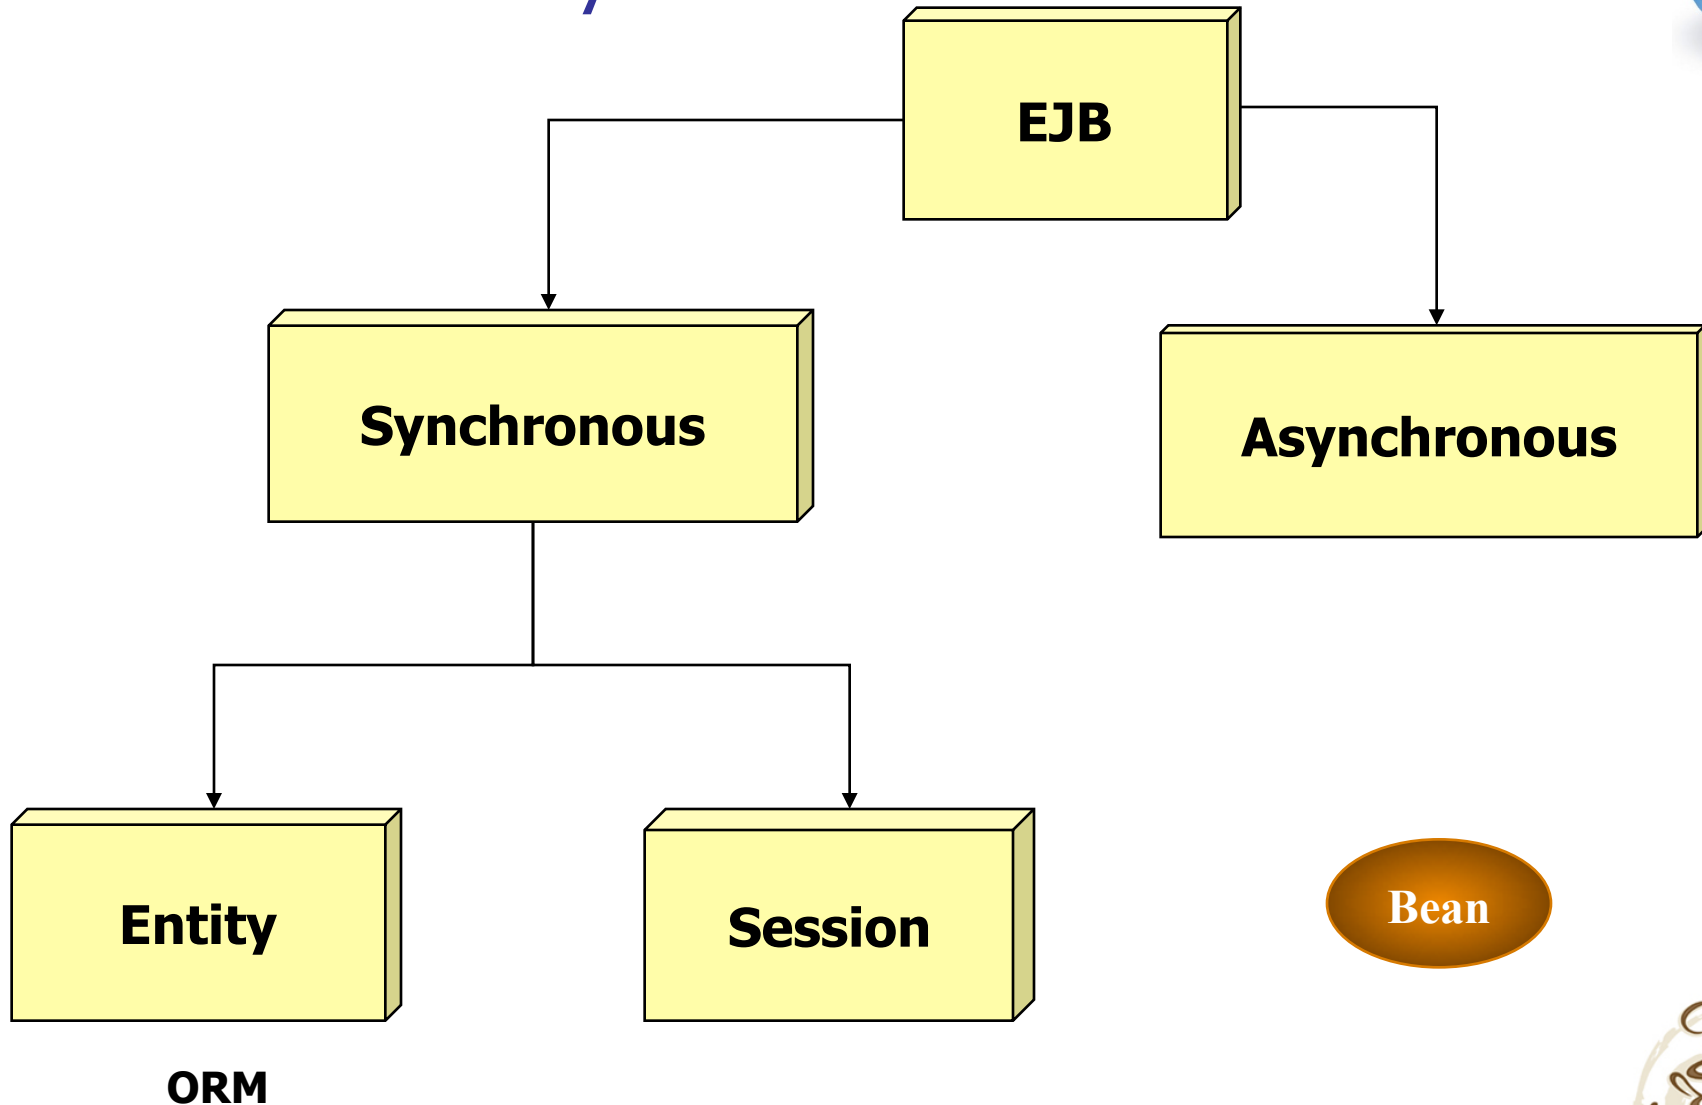 EJB
Synchronous
Asynchronous
Entity
Session
Bean
ORM